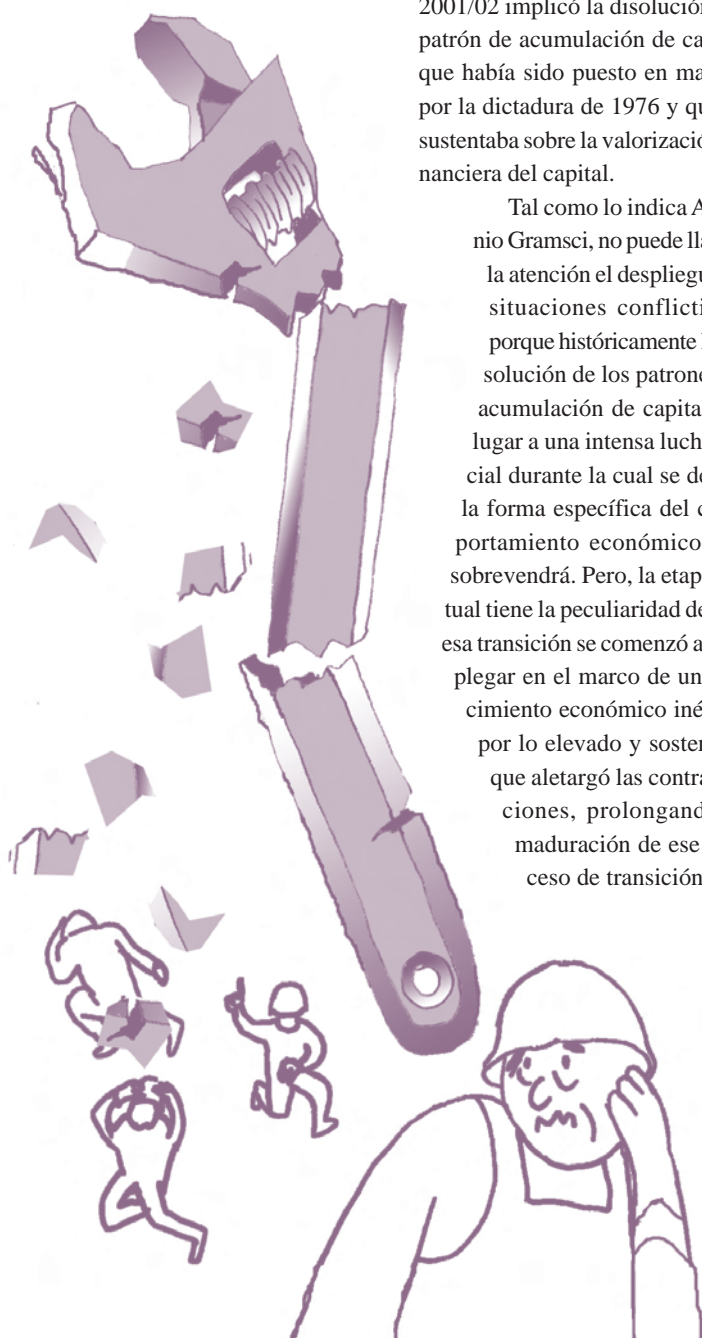 2001/02 implicó la disolución
patrón de acumulación de ca
que había sido puesto en ma
por la dictadura de 1976 y qu
sustentaba sobre la valorizació
nanciera del capital.
Tal como lo indica A
nio Gramsci, no puede lla
la atención el despliegu
situaciones conflicti
porque históricamente l
solución de los patrone
acumulación de capita
lugar a una intensa luch
cial durante la cual se de
la forma específica del c
portamiento económico
sobrevendrá. Pero, la etap
tual tiene la peculiaridad de
esa transición se comenzó a
plegar en el marco de un
cimiento económico iné
por lo elevado y soster
que aletargó las contra
ciones, prolongand
maduración de ese
ceso de transición